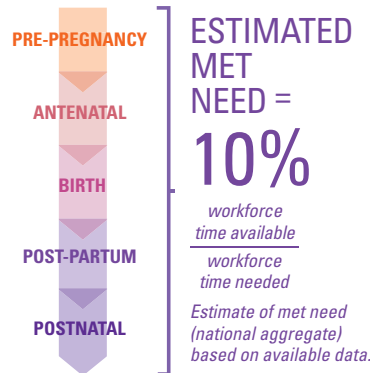 PRE-PREGNANCY
ANTENATAL
BIRTH
POST-PARTUM
POSTNATAL
ESTIMATED
MET
NEED =
10%
workforce
time available
workforce
time needed
Estimate of met need
(national aggregate)
based on available data.